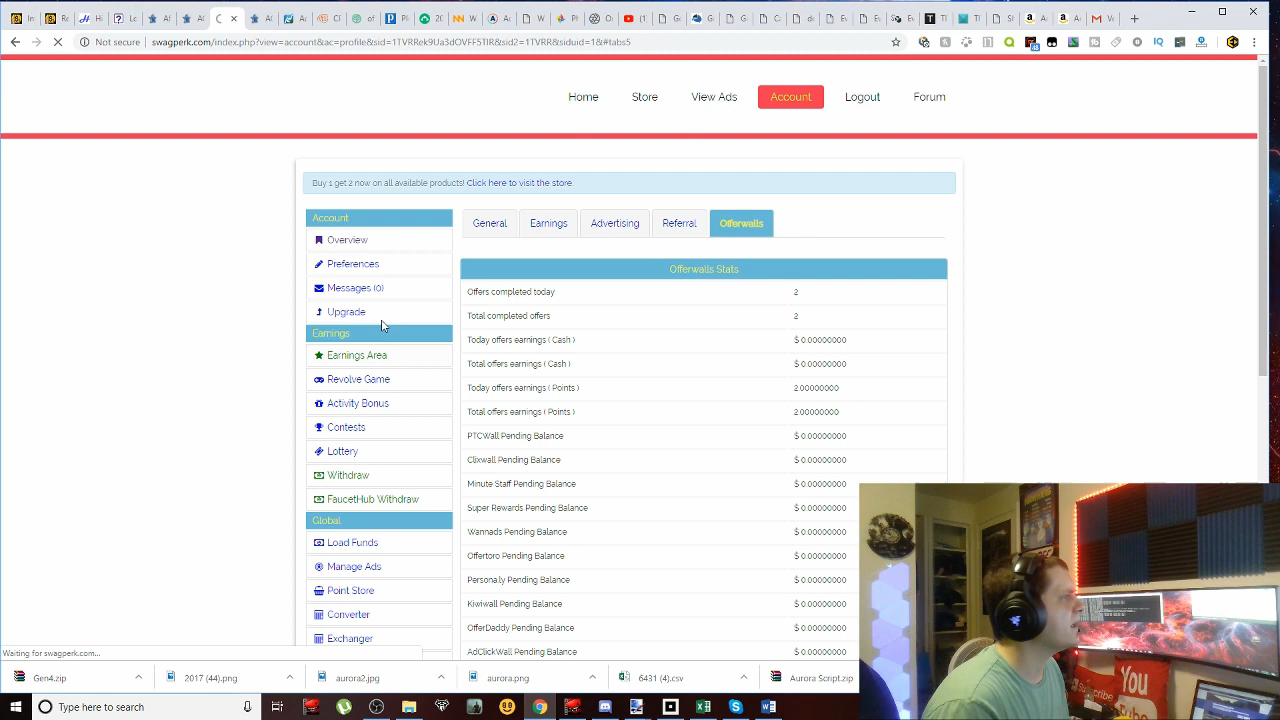 Not secure | swagperk.com/index.php?view=account&ac=profile&sid=1TVRRek9Ua3dOVFF5TlR&sid2=1TVRR&siduid=1&#tabs5
Home
Store
View Ads
Account
Logout
Forum
Buy 1 get 2 now on all available products! Click here to visit the store.
Account
Overview
Preferences
Messages (0)
Upgrade
Earnings
Earnings Area
Revolve Game
Activity Bonus
Contests
Lottery
Withdraw
FaucetHub Withdraw
Global
Load Funds
Manage Ads
Point Store
Converter
Exchanger
General
Earnings
Advertising
Referral
Offerwalls
Offerwalls Stats
Offers completed today 2
Total completed offers 2
Today offers earnings ( Cash ) $ 0.00000000
Total offers earnings ( Cash ) $ 0.00000000
Today offers earnings ( Points ) 2.00000000
Total offers earnings ( Points ) 2.00000000
PTCWall Pending Balance $ 0.00000000
Clixwall Pending Balance $ 0.00000000
Minute Staff Pending Balance $ 0.00000000
Super Rewards Pending Balance $ 0.00000000
Wannads Pending Balance $ 0.00000000
Offertoro Pending Balance $ 0.00000000
Personaly Pending Balance $ 0.00000000
Kiwiwall Pending Balance $ 0.00000000
OfferDaddy Pending Balance $ 0.00000000
AdClickWall Pending Balance $ 0.00000000
Waiting for swagperk.com...
Gen4.zip
2017 (44).png
aurora2.jpg
aurora.png
6431 (4).csv
Aurora Script.zip
Type here to search
You
Tube